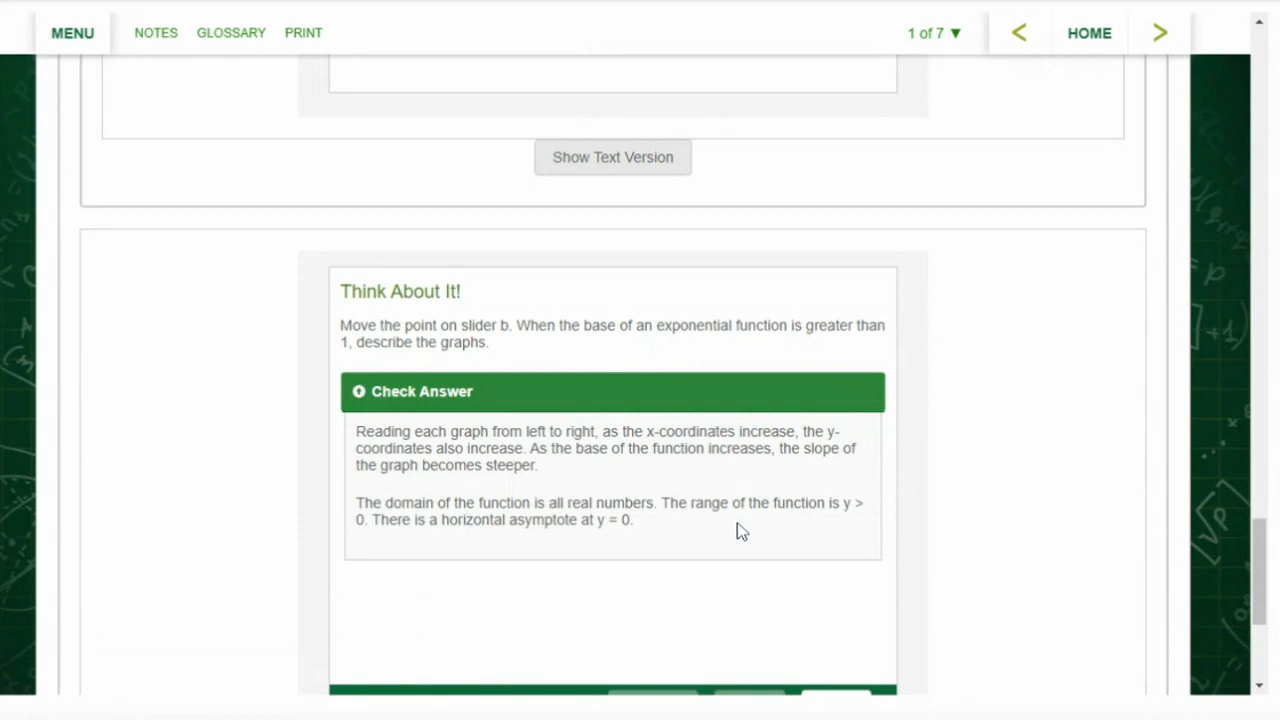 MENU NOTES GLOSSARY PRINT 1 of 7 ▼ < HOME >
Show Text Version
Think About It!
Move the point on slider b. When the base of an exponential function is greater than
1, describe the graphs.
Check Answer
Reading each graph from left to right, as the x-coordinates increase, the y-
coordinates also increase. As the base of the function increases, the slope of
the graph becomes steeper.
The domain of the function is all real numbers. The range of the function is y >
0. There is a horizontal asymptote at y = 0.